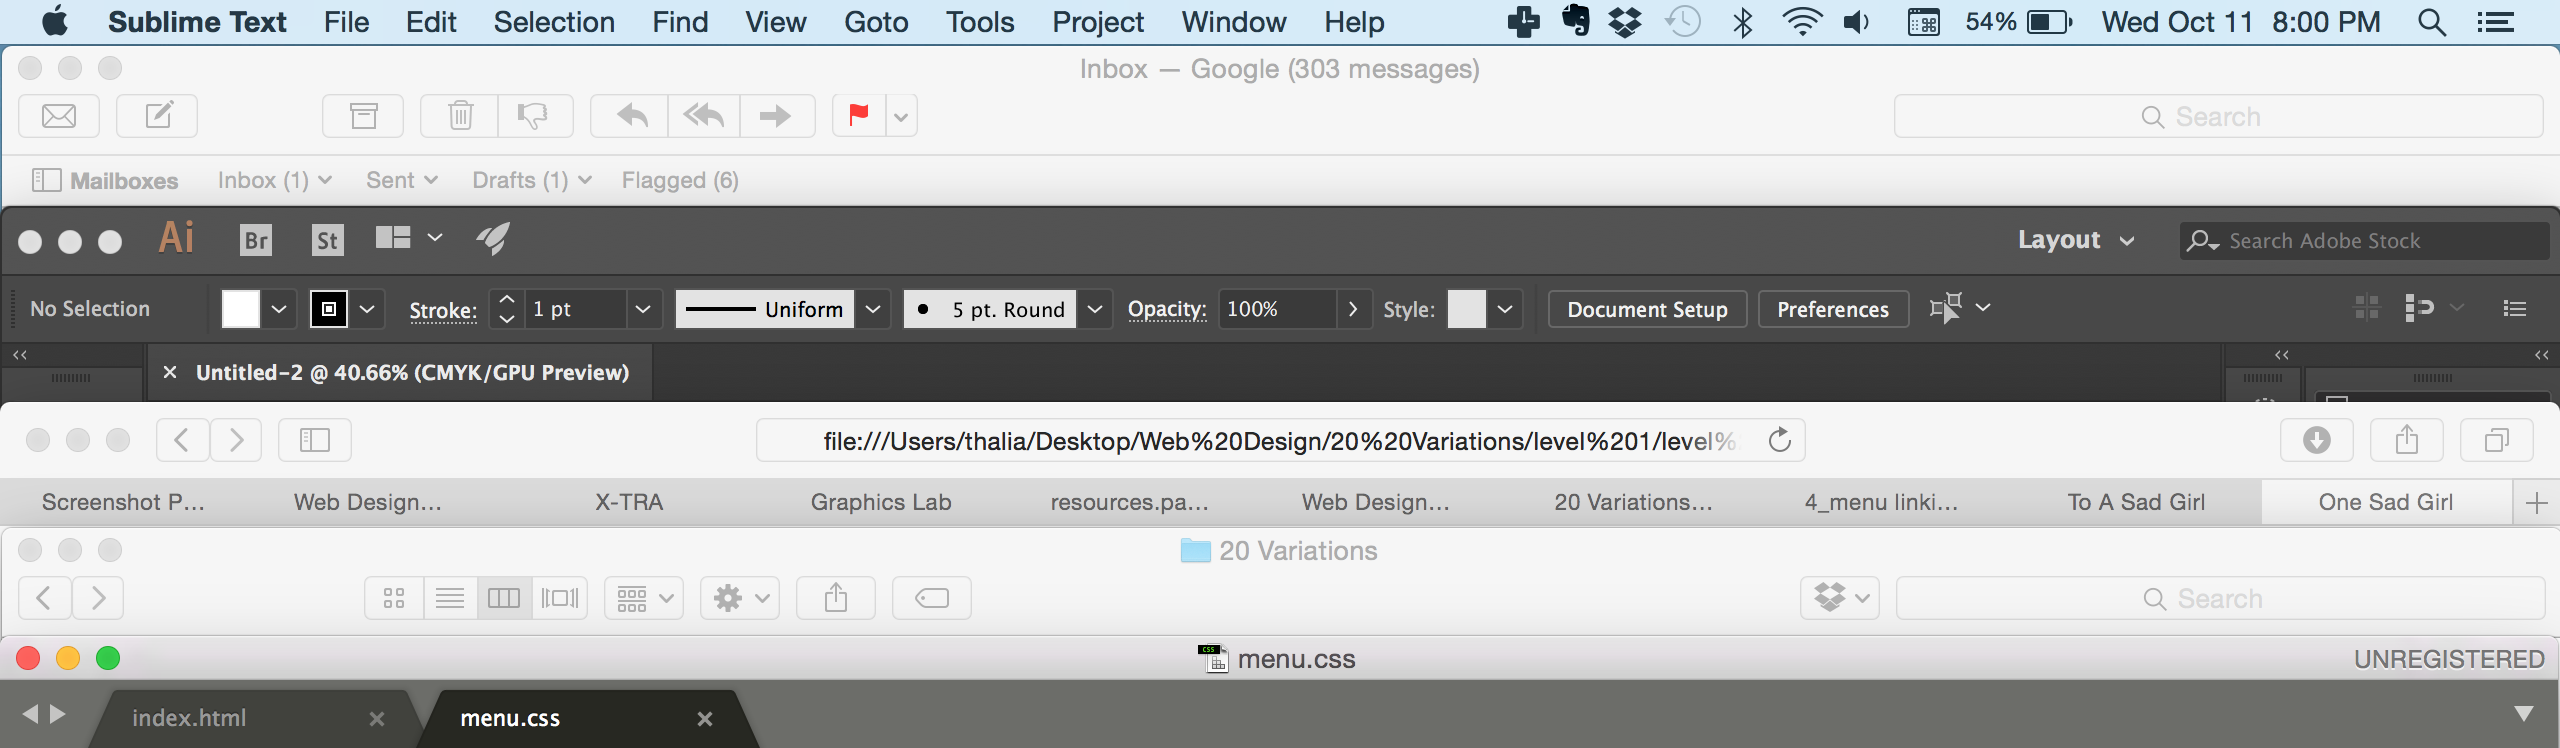 Sublime Text File Edit Selection Find View Goto Tools Project Window Help 54% Wed Oct 11 8:00 PM
Inbox — Google (303 messages)
Search
Mailboxes Inbox (1) Sent Drafts (1) Flagged (6)
Ai Br St Layout Search Adobe Stock
No Selection Stroke: 1 pt Uniform 5 pt. Round Opacity: 100% Style: Document Setup Preferences
Untitled-2 @ 40.66% (CMYK/GPU Preview)
file:///Users/thalia/Desktop/Web%20Design/20%20Variations/level%201/level%
Screenshot P... Web Design... X-TRA Graphics Lab resources.pa... Web Design... 20 Variations... 4_menu linki... To A Sad Girl One Sad Girl
20 Variations
Search
CSS menu.css UNREGISTERED
index.html menu.css